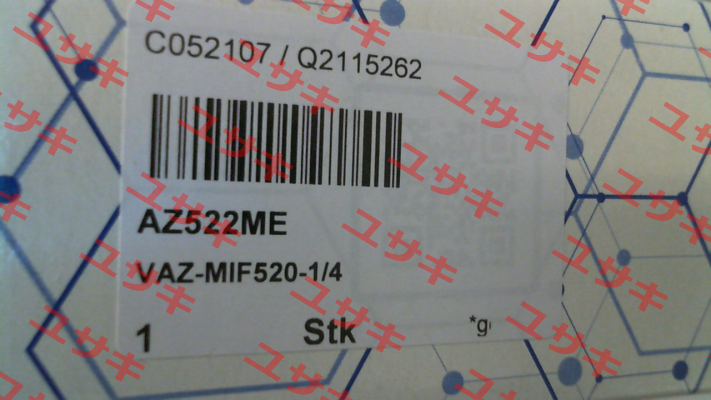 C052107 / Q2115262
AZ522ME
VAZ-MIF520-1/4
1 Stk *g
ユサキ